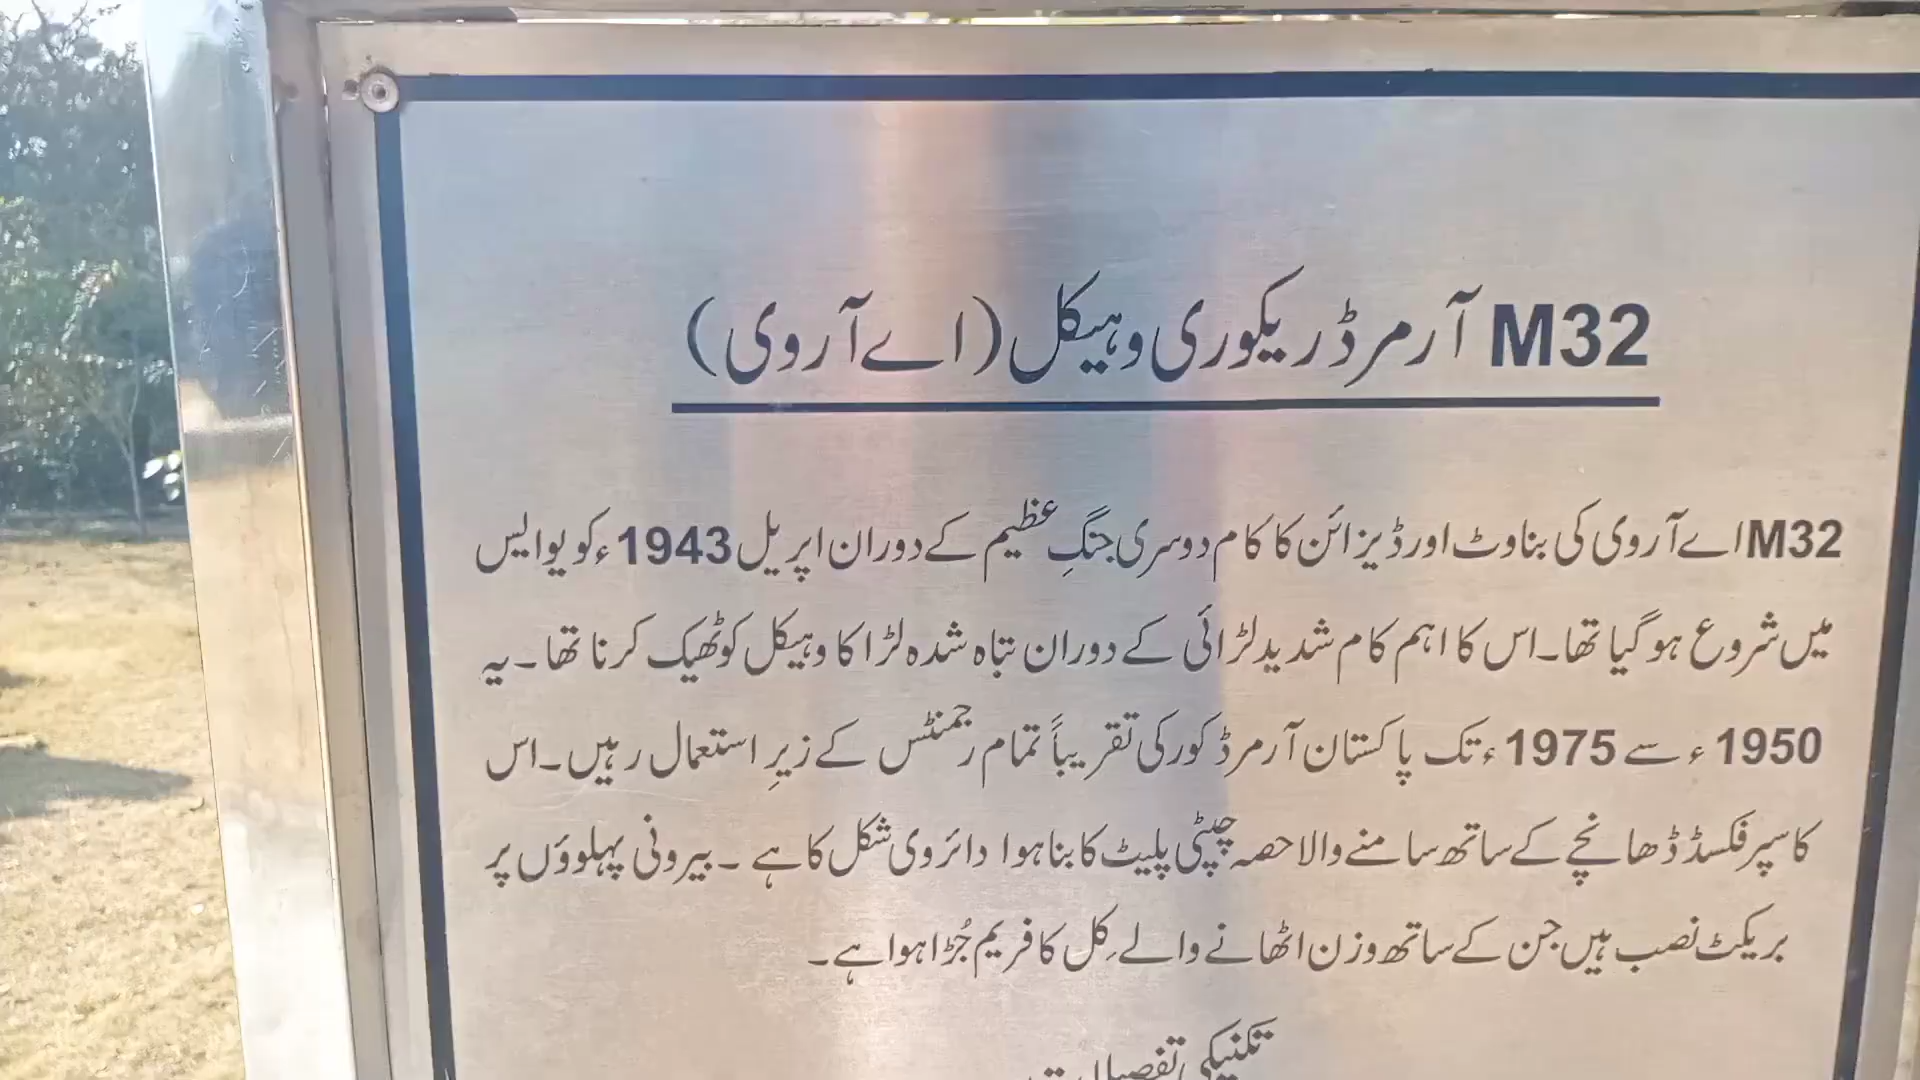 M32 آرمرڈ ریکوری وہیکل (اے آر وی)
M32 اے آر وی کی بناوٹ اور ڈیزائن کا کام دوسری جنگِ عظیم کے دوران اپریل 1943ء کو یو ایس
میں شروع ہو گیا تھا۔ اس کا اہم کام شدید لڑائی کے دوران تباہ شدہ لڑاکا وہیکل کو ٹھیک کرنا تھا۔ یہ
1950ء سے 1975ء تک پاکستان آرمرڈ کور کی تقریباً تمام رجمنٹس کے زیرِ استعمال رہیں۔ اس
کا سپر فکسڈ ڈھانچے کے ساتھ سامنے والا حصہ چپٹی پلیٹ کا بنا ہوا دائروی شکل کا ہے ۔ بیرونی پہلوؤں پر
بریکٹ نصب ہیں جن کے ساتھ وزن اٹھانے والے کِل کا فریم جُڑا ہوا ہے۔
تکنیکی تفصیلات